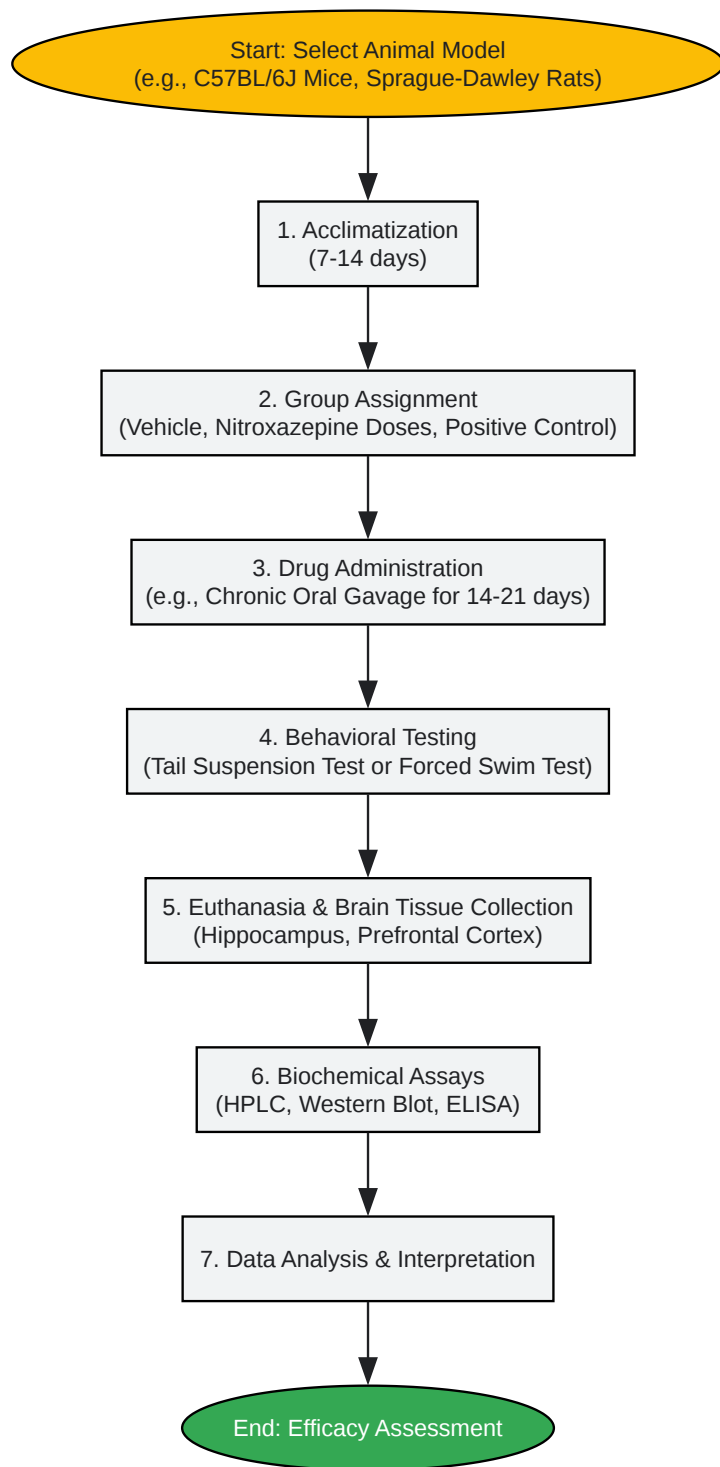 Start: Select Animal Model
(e.g., C57BL/6J Mice, Sprague-Dawley Rats)
1. Acclimatization
(7-14 days)
2. Group Assignment
(Vehicle, Nitroxazepine Doses, Positive Control)
3. Drug Administration
(e.g., Chronic Oral Gavage for 14-21 days)
4. Behavioral Testing
(Tail Suspension Test or Forced Swim Test)
5. Euthanasia & Brain Tissue Collection
(Hippocampus, Prefrontal Cortex)
6. Biochemical Assays
(HPLC, Western Blot, ELISA)
7. Data Analysis & Interpretation
End: Efficacy Assessment